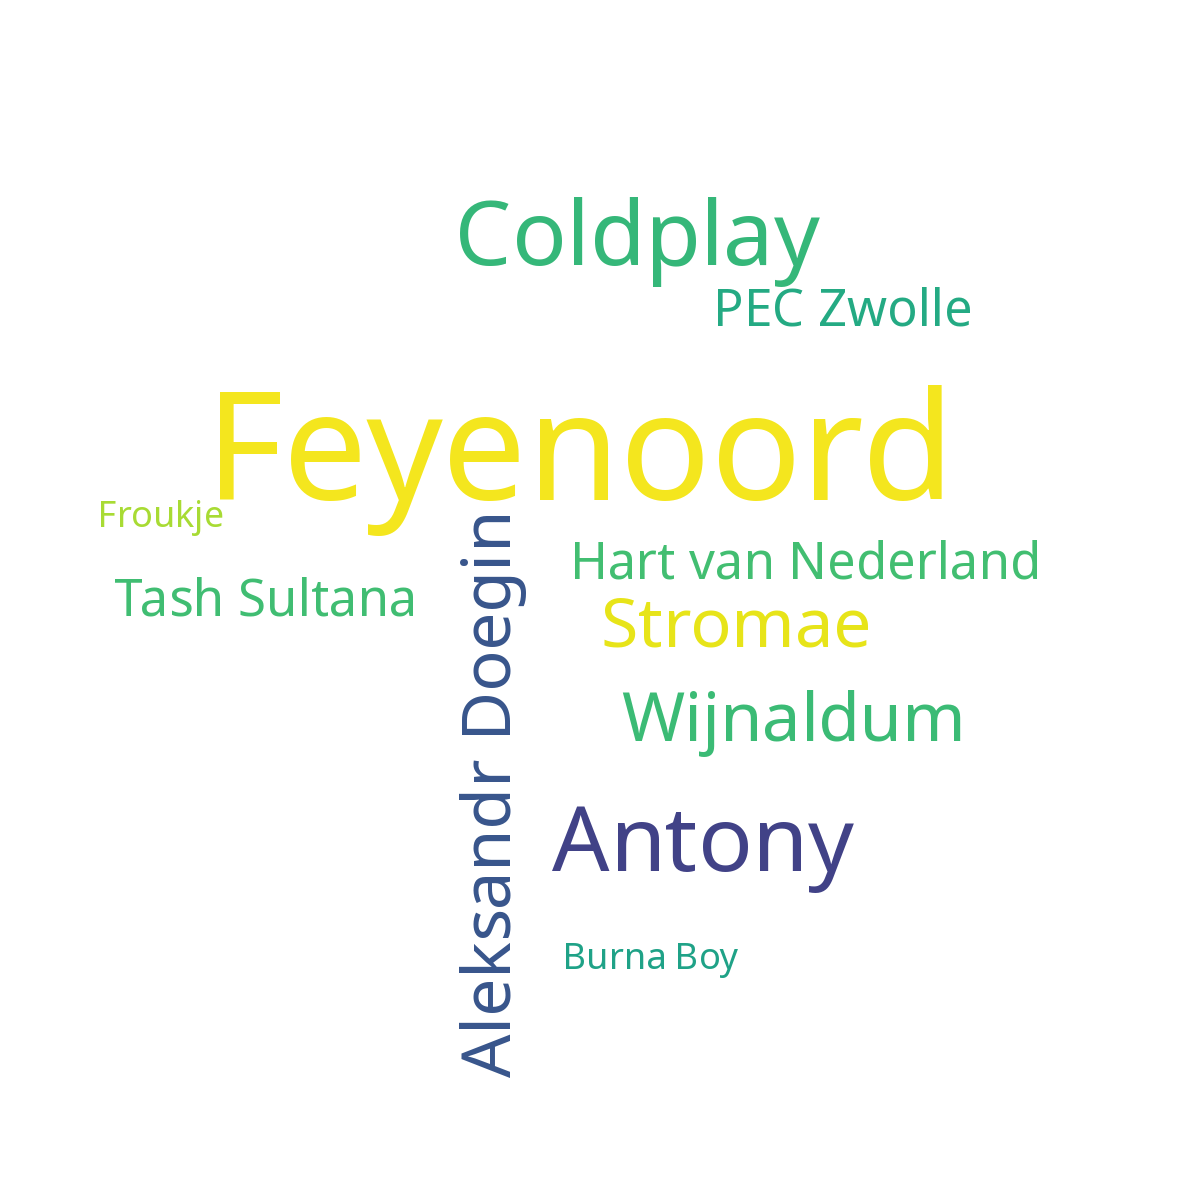 Coldplay
PEC Zwolle
Feyenoord
Froukje
Aleksandr Doegin
Hart van Nederland
Tash Sultana
Stromae
Wijnaldum
Antony
Burna Boy